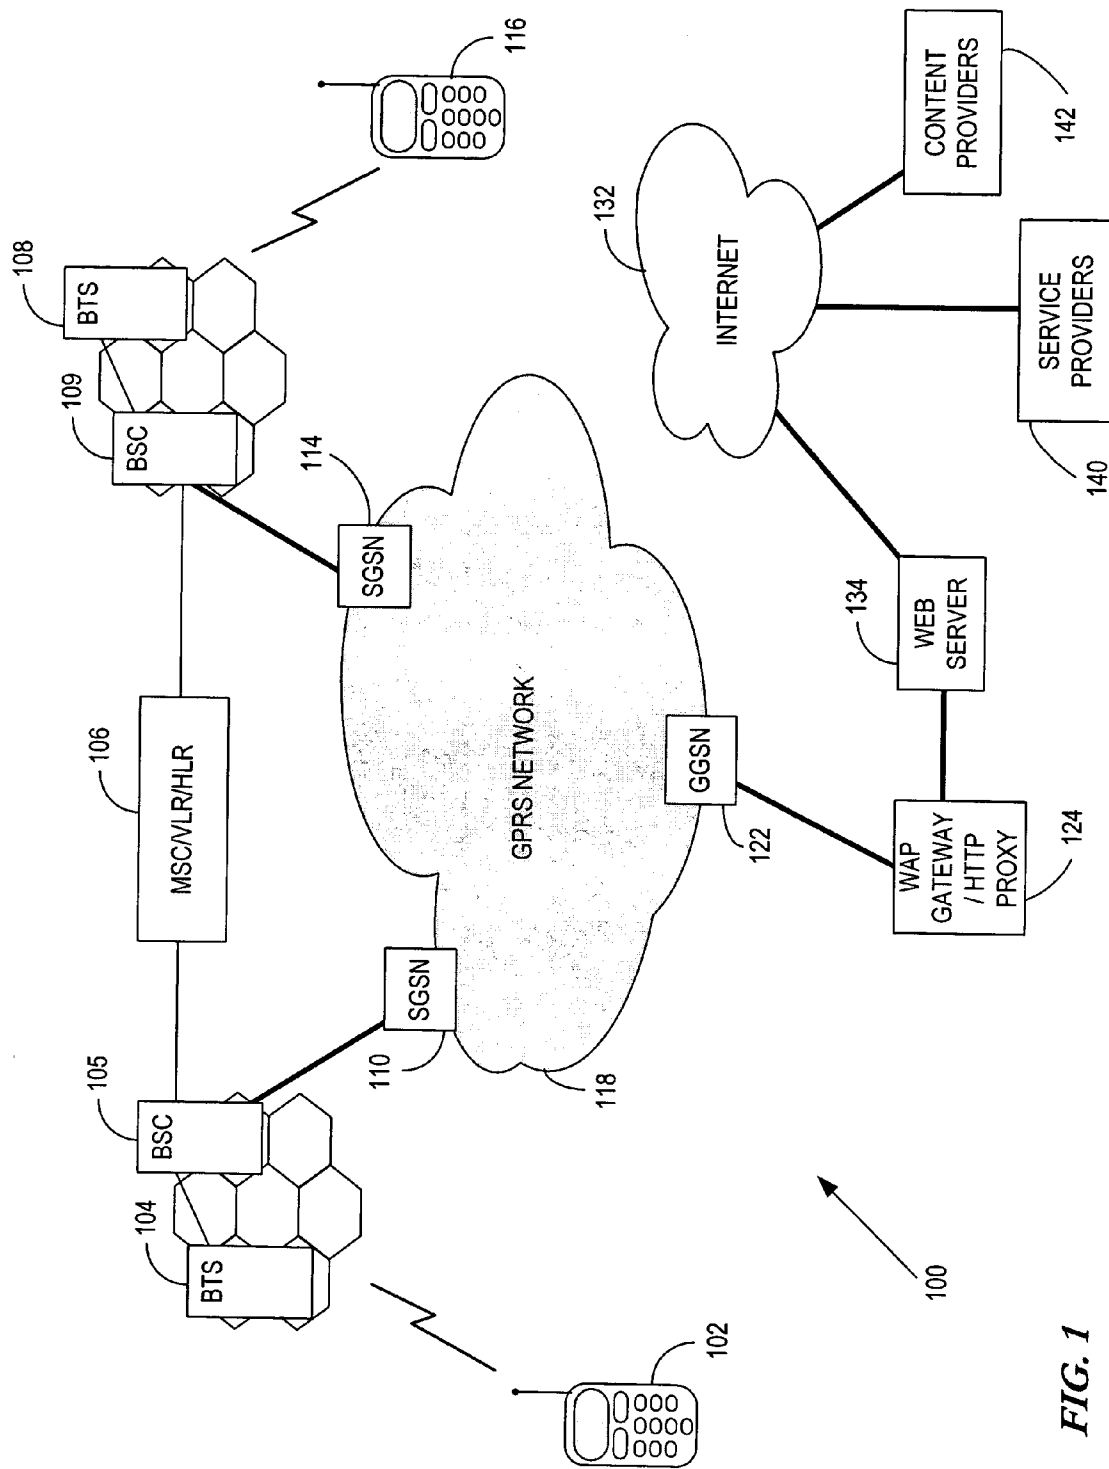 108
BTS
109
BSC
116
106
MSC/VLR/HLR
105
BSC
104
BTS
114
SGSN
110
SGSN
118
GPRS NETWORK
102
122
GGSN
132
INTERNET
134
WEB
SERVER
WAP
GATEWAY
/ HTTP
PROXY
124
CONTENT
PROVIDERS
142
SERVICE
PROVIDERS
140
100
FIG. 1